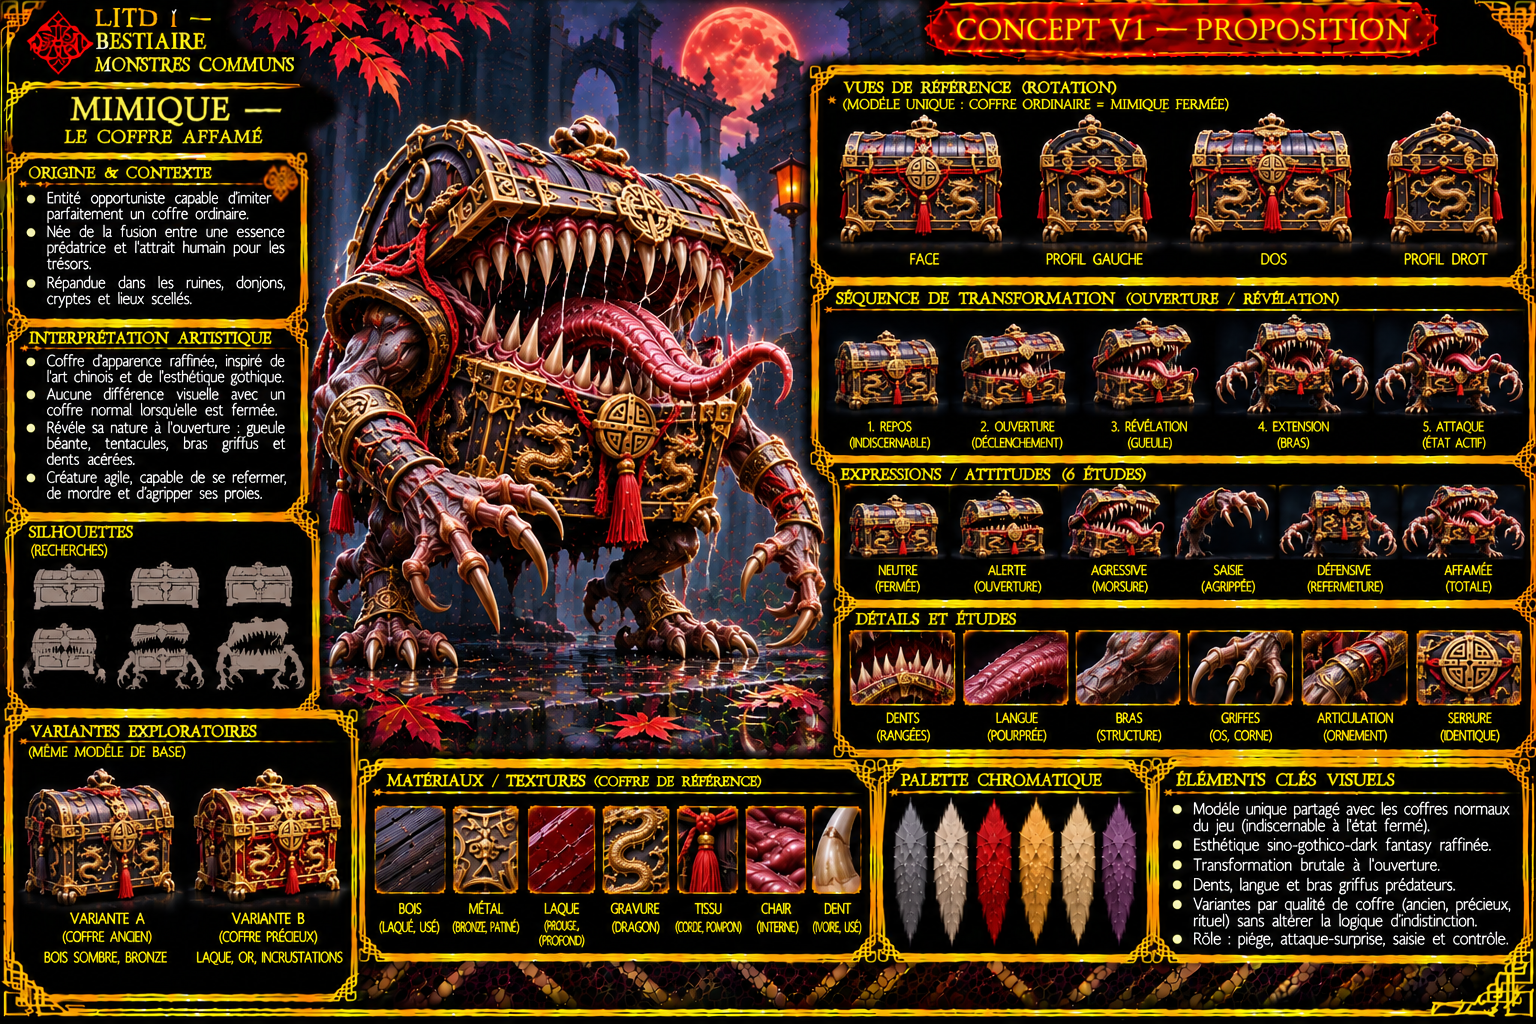 LITD I —
BESTIAIRE
MONSTRES COMMUNS
MIMIQUE —
LE COFFRE AFFAMÉ
ORIGINE & CONTEXTE
Entité opportuniste capable d'imiter
parfaitement un coffre ordinaire.
Née de la fusion entre une essence
prédatrice et l'attrait humain pour les
trésors.
Répandue dans les ruines, donjons,
cryptes et lieux scellés.
INTERPRÉTATION ARTISTIQUE
Coffre d'apparence raffinée, inspiré de
l'art chinois et de l'esthétique gothique.
Aucune différence visuelle avec un
coffre normal lorsqu'elle est fermée.
Révéle sa nature à l'ouverture : gueule
béante, tentacules, bras griffus et
dents acérées.
Créature agile, capable de se refermer,
de mordre et d'agripper ses proies.
SILHOUETTES
(RECHERCHES)
VARIANTES EXPLORATOIRES
(MÊME MODÈLE DE BASE)
VARIANTE A
(COFFRE ANCIEN)
BOIS SOMBRE, BRONZE
VARIANTE B
(COFFRE PRÉCIEUX)
LAQUE, OR, INCRUSTATIONS
CONCEPT V1 — PROPOSITION
VUES DE RÉFÉRENCE (ROTATION)
(MODÈLE UNIQUE : COFFRE ORDINAIRE = MIMIQUE FERMÉE)
FACE
PROFIL GAUCHE
DOS
PROFIL DROT
SÉQUENCE DE TRANSFORMATION (OUVERTURE / RÉVÉLATION)
1. REPOS
(INDISCERNABLE)
2. OUVERTURE
(DÉCLENCHEMENT)
3. RÉVÉLATION
(GUEULE)
4. EXTENSION
(BRAS)
5. ATTAQUE
(ÉTAT ACTIF)
EXPRESSIONS / ATTITUDES (6 ÉTUDES)
NEUTRE
(FERMÉE)
ALERTE
(OUVERTURE)
AGRESSIVE
(MORSURE)
SAISIE
(AGRIPPÉE)
DÉFENSIVE
(REFERMETURE)
AFFAMÉE
(TOTALE)
DÉTAILS ET ÉTUDES
DENTS
(RANGÉES)
LANGUE
(POURPRÉE)
BRAS
(STRUCTURE)
GRIFFES
(OS, CORNE)
ARTICULATION
(ORNEMENT)
SERRURE
(IDENTIQUE)
MATÉRIAUX / TEXTURES (COFFRE DE RÉFÉRENCE)
BOIS
(LAQUÉ, USÉ)
MÉTAL
(BRONZE, PATINÉ)
LAQUE
(ROUGE,
(PROFOND)
GRAVURE
(DRAGON)
TISSU
(CORDE, POMPON)
CHAIR
(INTERNE)
DENT
(IVORE, USÉ)
PALETTE CHROMATIQUE
ÉLÉMENTS CLÉS VISUELS
Modéle unique partagé avec les coffres normaux
du jeu (indiscernable à l'état fermé).
Esthétique sino-gothico-dark fantasy raffinée.
Transformation brutale à l'ouverture.
Dents, langue et bras griffus prédateurs.
Variantes par qualité de coffre (ancien, précieux,
rituel) sans altérer la logique d'indistinction.
Rôle : piège, attaque-surprise, saisie et contrôle.